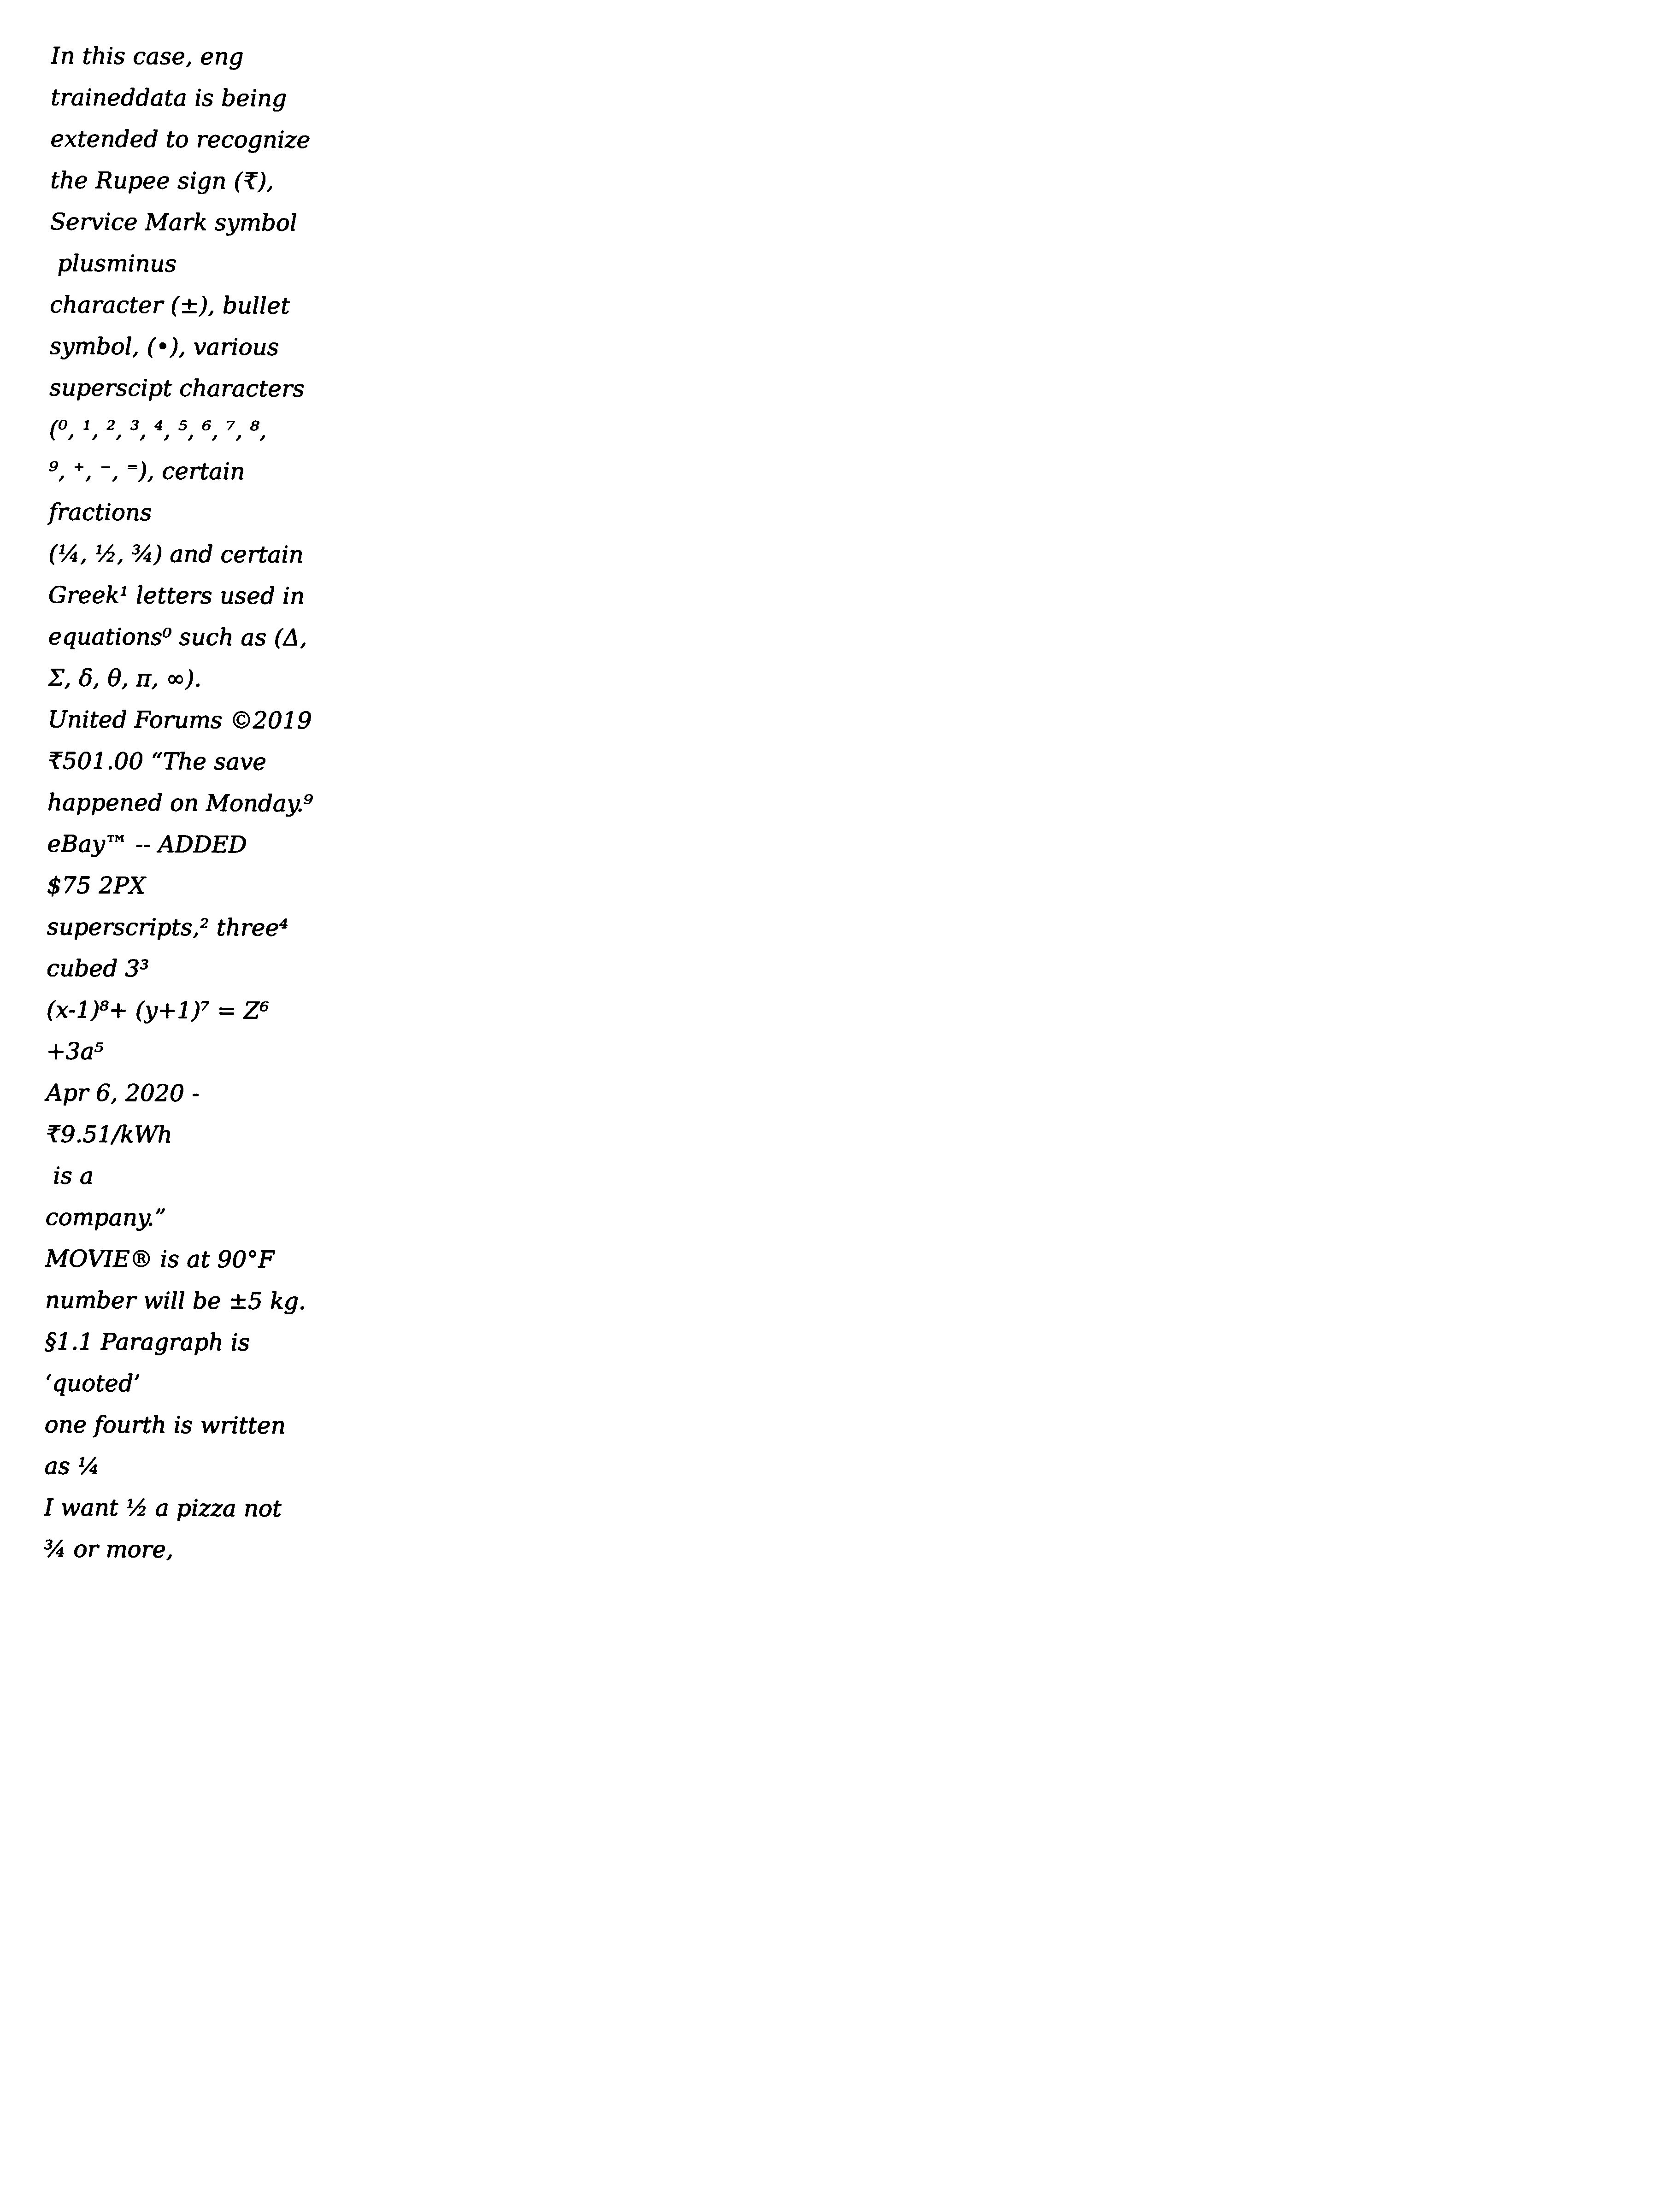 In this case, eng
traineddata is being
extended to recognize
the Rupee sign (₹),
Service Mark symbol
plusminus
character (±), bullet
symbol, (•), various
superscipt characters
(⁰, ¹, ², ³, ⁴, ⁵, ⁶, ⁷, ⁸,
⁹, ⁺, ⁻, ⁼), certain
fractions
(¼, ½, ¾) and certain
Greek¹ letters used in
equations⁰ such as (Δ,
Σ, δ, θ, π, ∞).
United Forums ©2019
₹501.00 “The save
happened on Monday.⁹
eBay™ -- ADDED
$75 2PX
superscripts,² three⁴
cubed 3³
(x-1)⁸+ (y+1)⁷ = Z⁶
+3a⁵
Apr 6, 2020 -
₹9.51/kWh
is a
company.”
MOVIE® is at 90°F
number will be ±5 kg.
§1.1 Paragraph is
‘quoted’
one fourth is written
as ¼
I want ½ a pizza not
¾ or more,